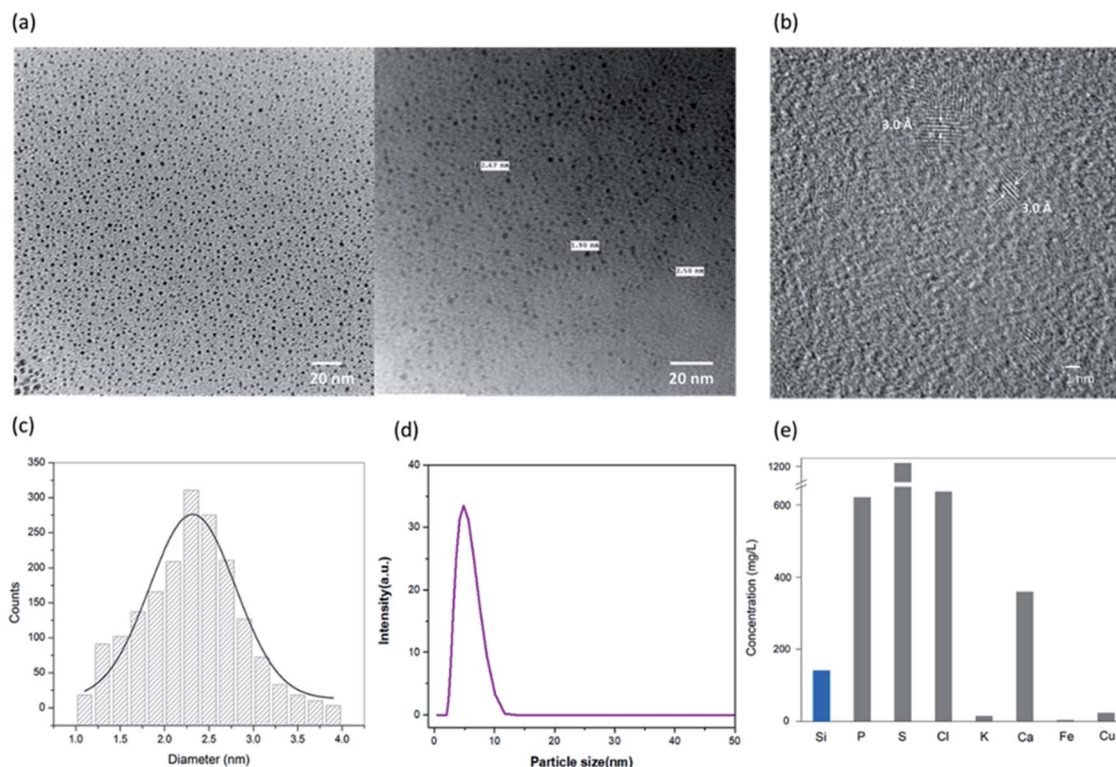 (a)
(b)
2.67 nm
1.90 nm
2.50 nm
20 nm
20 nm
3.0 Å
3.0 Å
1 nm
(c)
(d)
(e)
350
300
250
200
150
100
50
0
Counts
1.0 1.5 2.0 2.5 3.0 3.5 4.0
Diameter (nm)
40
30
20
10
0
Intensity(a.u.)
0 10 20 30 40 50
Particle size(nm)
1200
600
400
200
0
Concentration (mg/L)
Si P S Cl K Ca Fe Cu